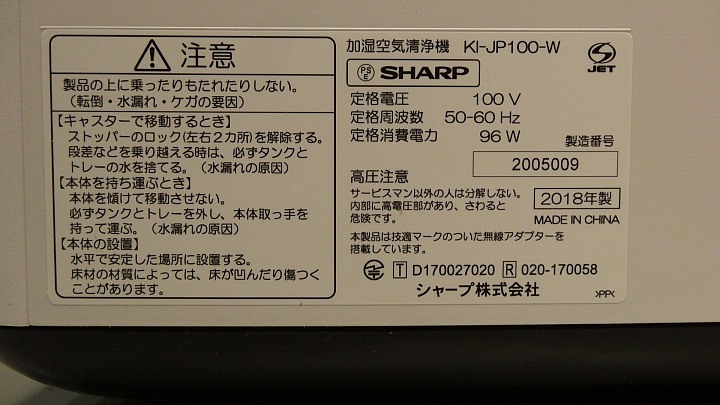 注意
製品の上に乗ったりもたれたりしない。
(転倒・水漏れ・ケガの要因)
【キャスターで移動するとき】
ストッパーのロック(左右2カ所)を解除する。
段差などを乗り越える時は、必ずタンクと
トレーの水を捨てる。(水漏れの原因)
【本体を持ち運ぶとき】
本体を傾けて移動させない。
必ずタンクとトレーを外し、本体取っ手を
持って運ぶ。(水漏れの原因)
【本体の設置】
水平で安定した場所に設置する。
床材の材質によっては、床が凹んだり傷つく
ことがあります。
加湿空気清浄機 KI-JP100-W
PSE SHARP
JET
定格電圧 100 V
定格周波数 50-60 Hz
定格消費電力 96 W
製造番号
2005009
高圧注意
サービスマン以外の人は分解しない。
内部に高電圧部があり、さわると
危険です。
2018年製
MADE IN CHINA
本製品は技適マークのついた無線アダプターを
搭載しています。
T D170027020 R 020-170058
シャープ株式会社
>PP<